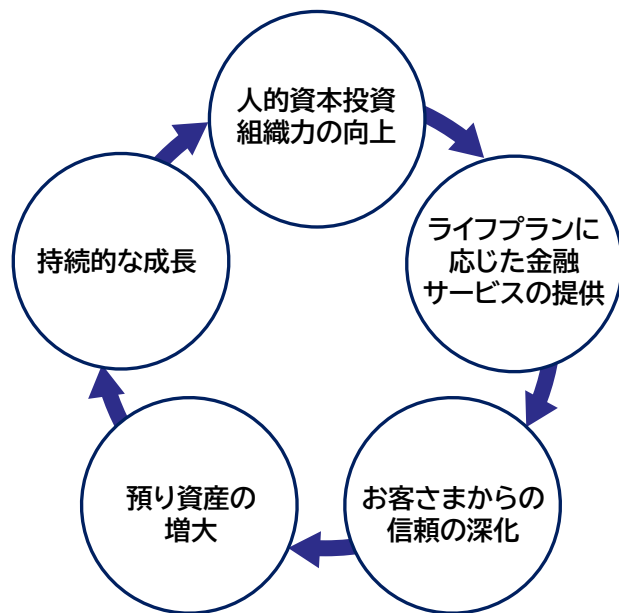 人的資本投資
組織力の向上
ライフプランに
応じた金融
サービスの提供
お客さまからの
信頼の深化
預り資産の
増大
持続的な成長